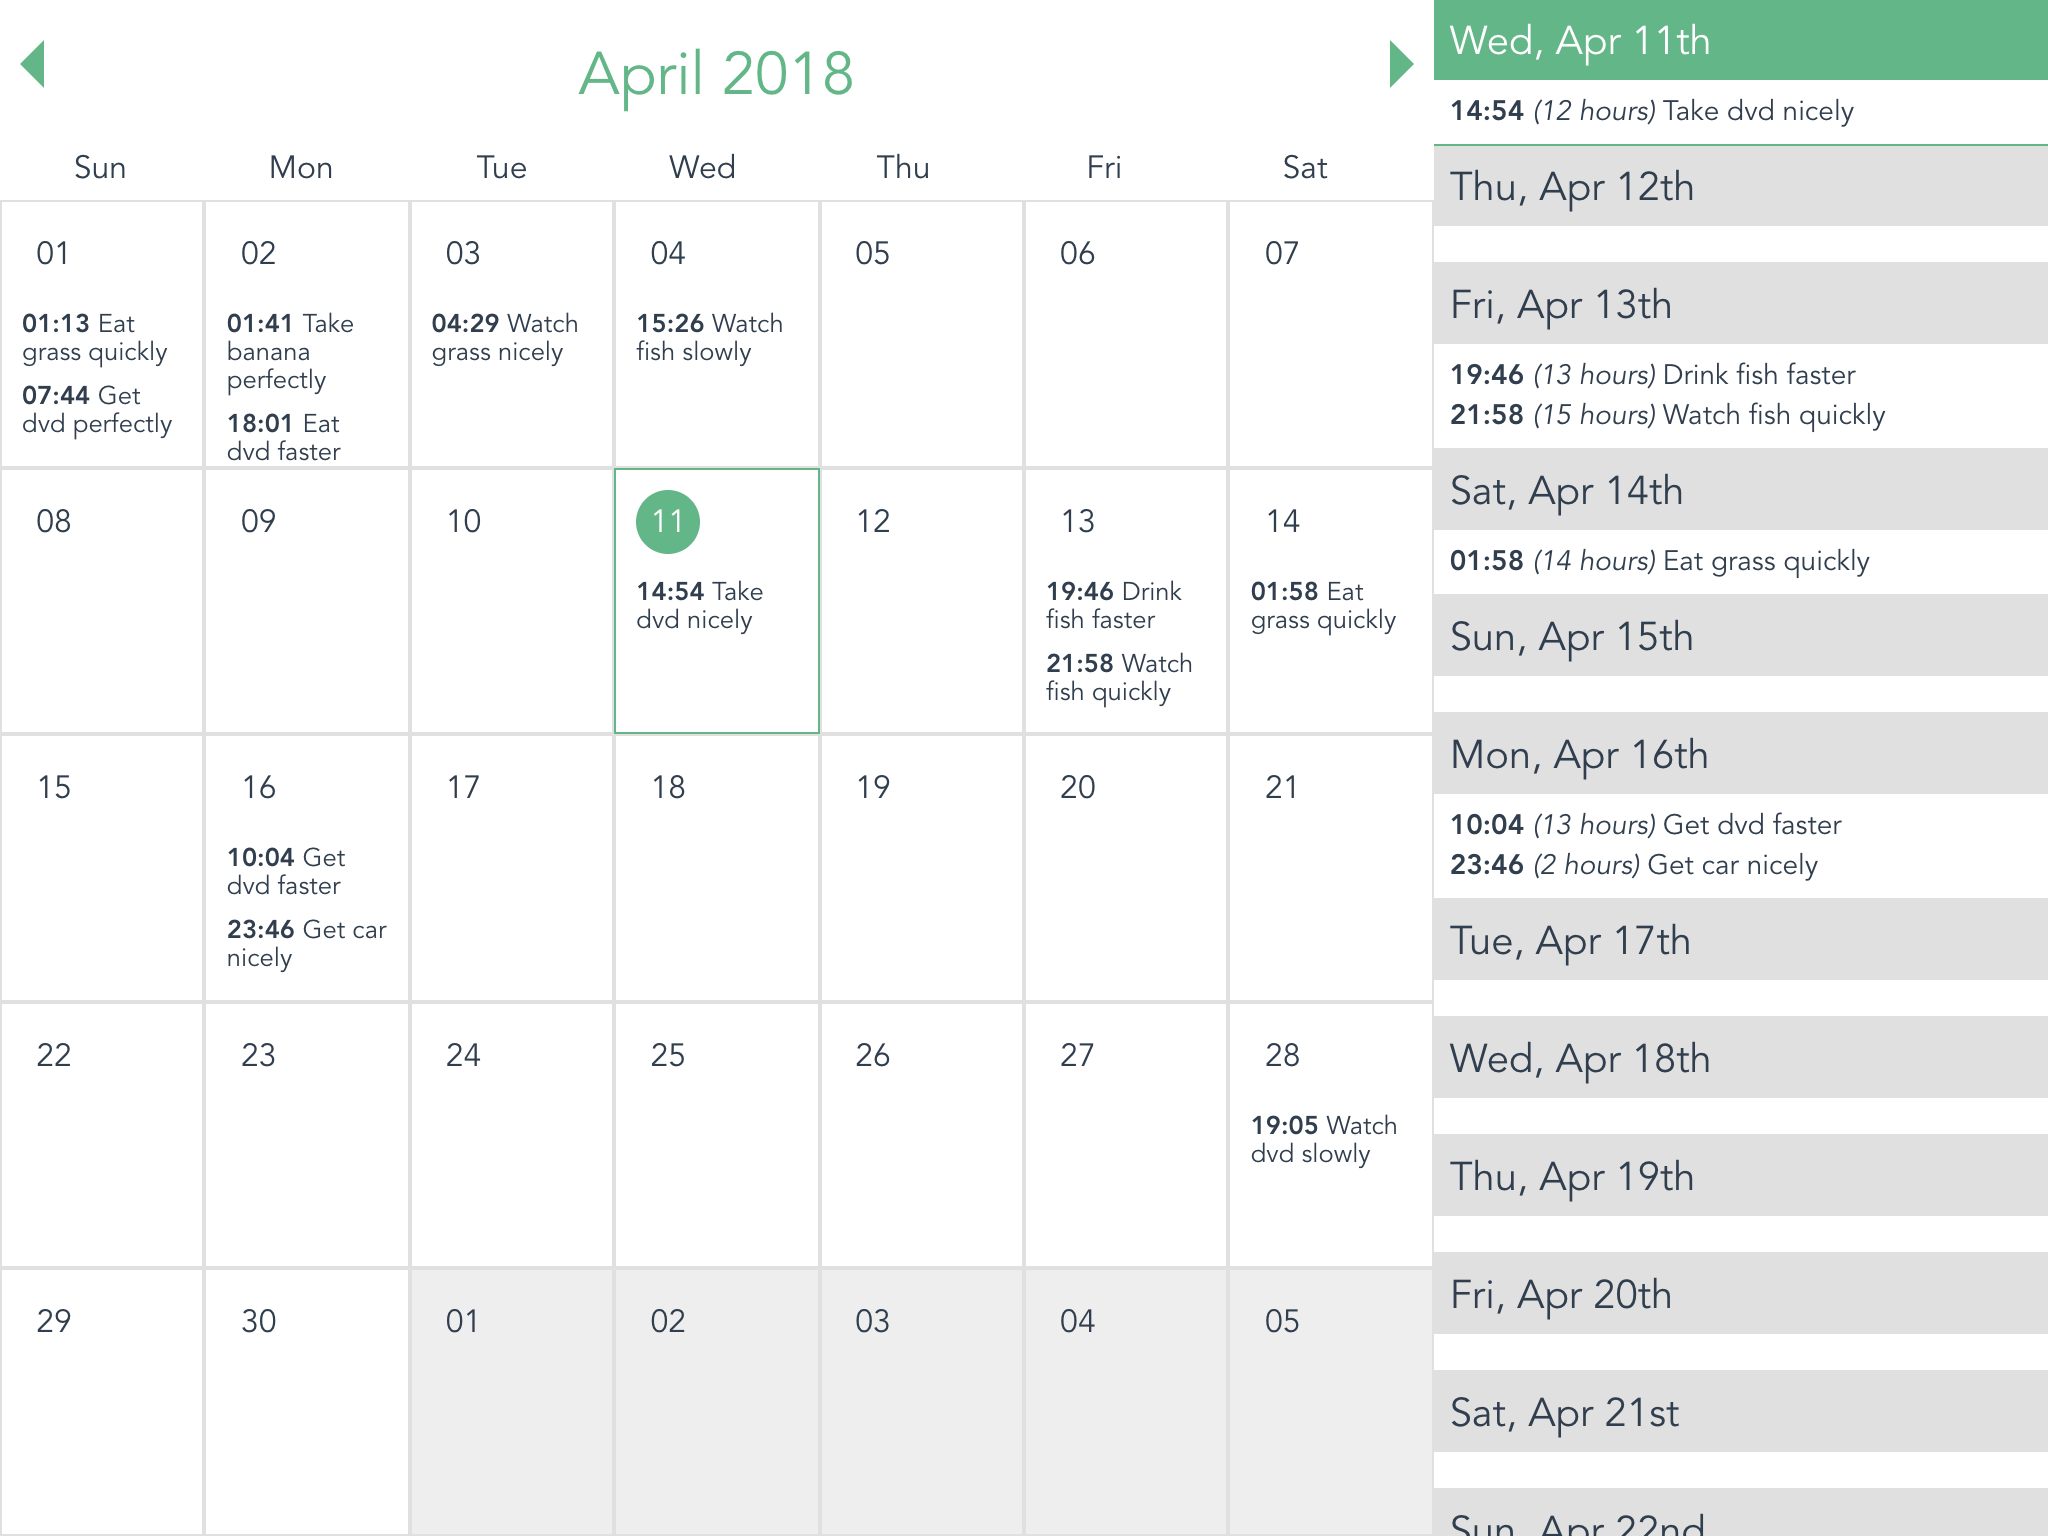 April 2018
Sun Mon Tue Wed Thu Fri Sat
01 02 03 04 05 06 07
01:13 Eat
grass quickly
07:44 Get
dvd perfectly
01:41 Take
banana
perfectly
18:01 Eat
dvd faster
04:29 Watch
grass nicely
15:26 Watch
fish slowly
08 09 10 11 12 13 14
14:54 Take
dvd nicely
19:46 Drink
fish faster
21:58 Watch
fish quickly
01:58 Eat
grass quickly
15 16 17 18 19 20 21
10:04 Get
dvd faster
23:46 Get car
nicely
22 23 24 25 26 27 28
19:05 Watch
dvd slowly
29 30 01 02 03 04 05
Wed, Apr 11th
14:54 (12 hours) Take dvd nicely
Thu, Apr 12th
Fri, Apr 13th
19:46 (13 hours) Drink fish faster
21:58 (15 hours) Watch fish quickly
Sat, Apr 14th
01:58 (14 hours) Eat grass quickly
Sun, Apr 15th
Mon, Apr 16th
10:04 (13 hours) Get dvd faster
23:46 (2 hours) Get car nicely
Tue, Apr 17th
Wed, Apr 18th
Thu, Apr 19th
Fri, Apr 20th
Sat, Apr 21st
Sun, Apr 22nd